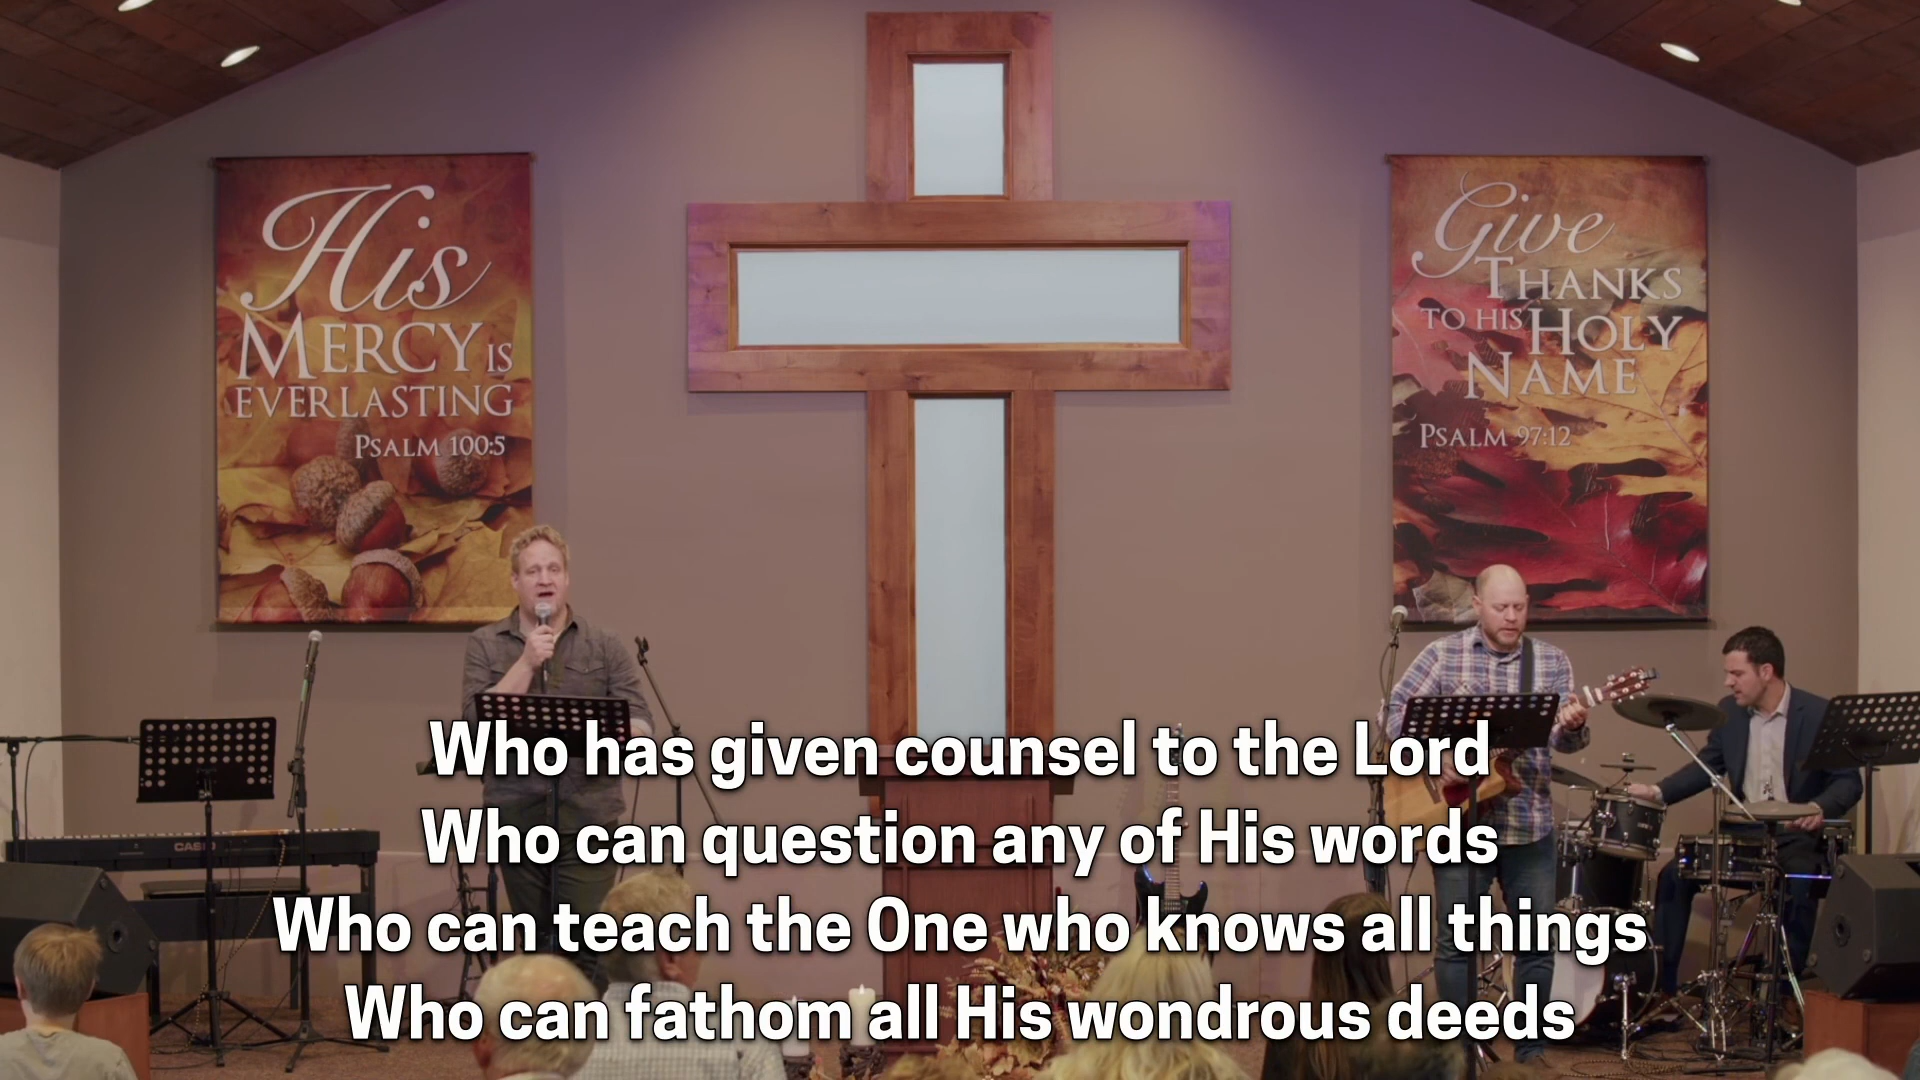 His
MERCY IS
EVERLASTING
PSALM 100:5
Give
THANKS
TO HIS HOLY
NAME
PSALM 97:12
CASIO
Who has given counsel to the Lord
Who can question any of His words
Who can teach the One who knows all things
Who can fathom all His wondrous deeds